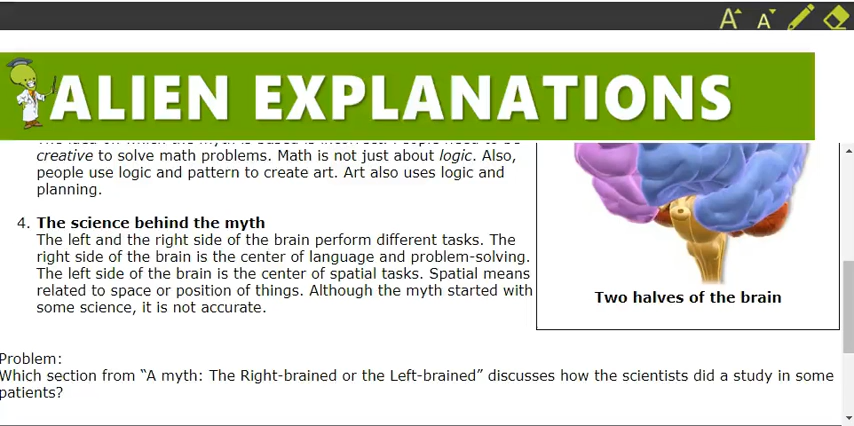 A A
ALIEN EXPLANATIONS
creative to solve math problems. Math is not just about logic. Also,
people use logic and pattern to create art. Art also uses logic and
planning.
4. The science behind the myth
The left and the right side of the brain perform different tasks. The
right side of the brain is the center of language and problem-solving.
The left side of the brain is the center of spatial tasks. Spatial means
related to space or position of things. Although the myth started with
some science, it is not accurate.
Two halves of the brain
Problem:
Which section from “A myth: The Right-brained or the Left-brained” discusses how the scientists did a study in some
patients?